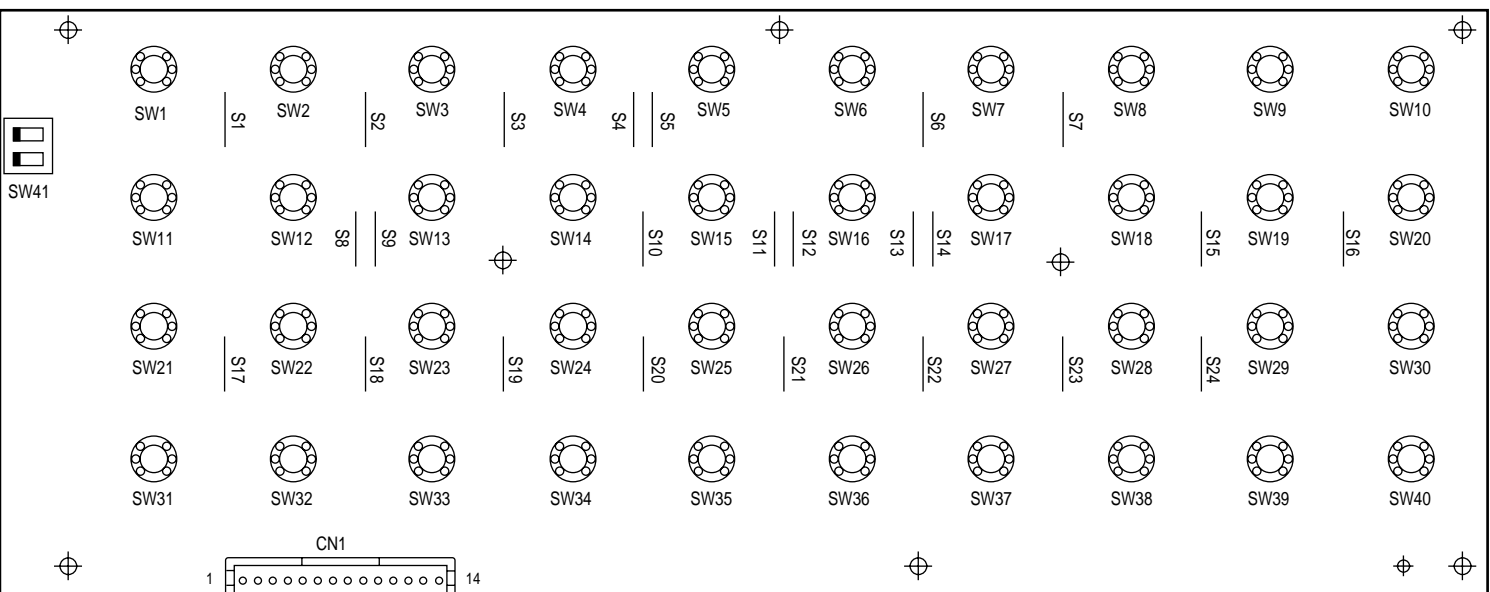 SW1 SW2 SW3 SW4 SW5 SW6 SW7 SW8 SW9 SW10
S1 S2 S3 S4 S5 S6 S7
SW41
SW11 SW12 SW13 SW14 SW15 SW16 SW17 SW18 SW19 SW20
S8 S9 S10 S11 S12 S13 S14 S15 S16
SW21 SW22 SW23 SW24 SW25 SW26 SW27 SW28 SW29 SW30
S17 S18 S19 S20 S21 S22 S23 S24
SW31 SW32 SW33 SW34 SW35 SW36 SW37 SW38 SW39 SW40
CN1
1 14